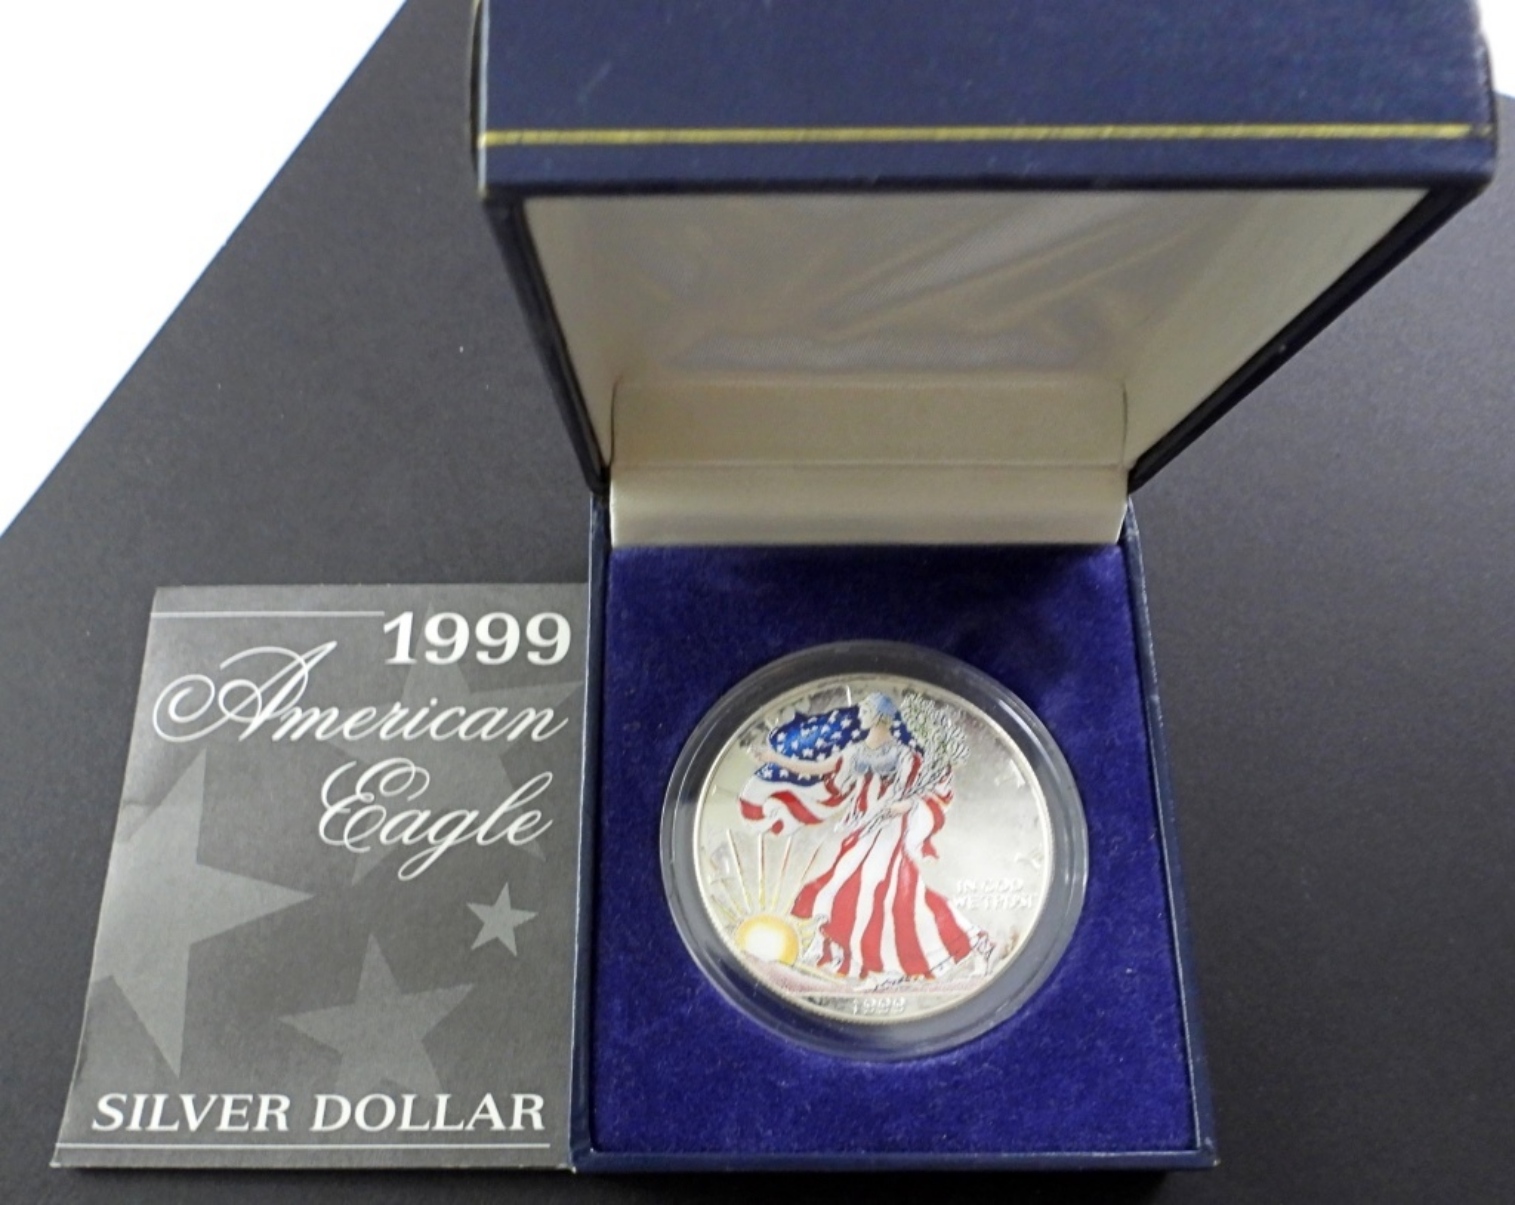 1999
American
Eagle
SILVER DOLLAR
IN GOD
WE TRUST
1999